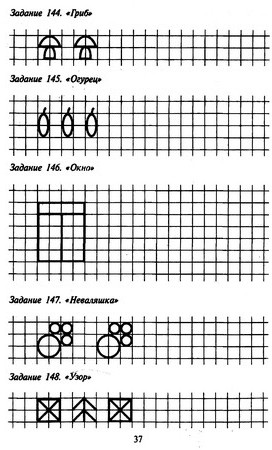 Задание 144. «Гриб»
Задание 145. «Огурец»
Задание 146. «Окно»
Задание 147. «Неваляшка»
Задание 148. «Узор»
37